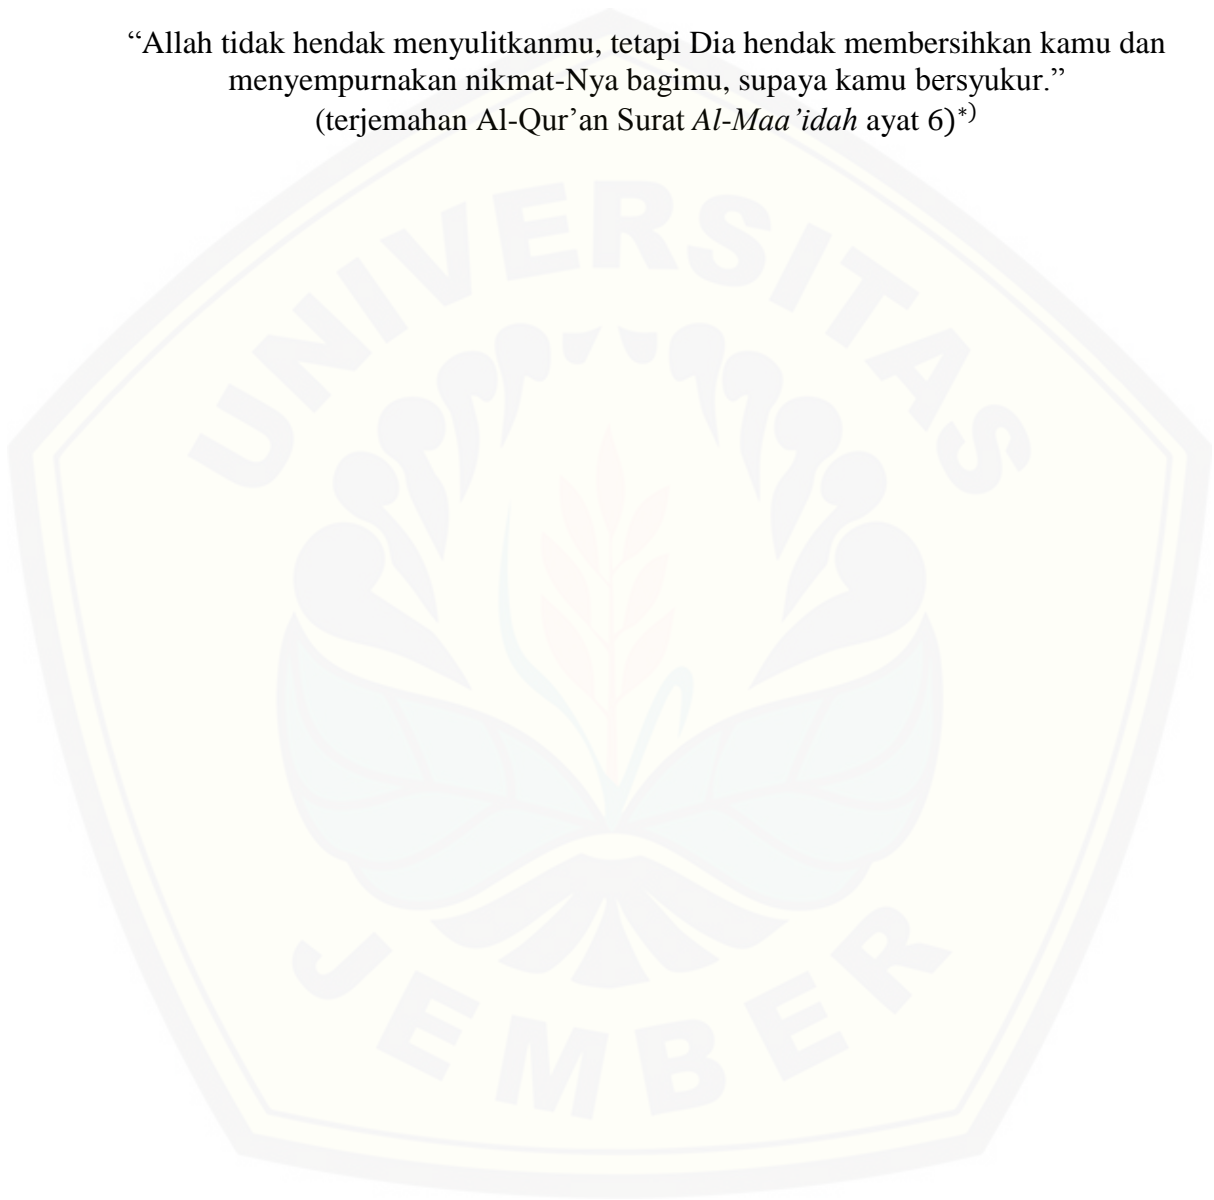 “Allah tidak hendak menyulitkanmu, tetapi Dia hendak membersihkan kamu dan
menyempurnakan nikmat-Nya bagimu, supaya kamu bersyukur.”
(terjemahan Al-Qur’an Surat Al-Maa’idah ayat 6)*)
UNIVERSITAS
JEMBER